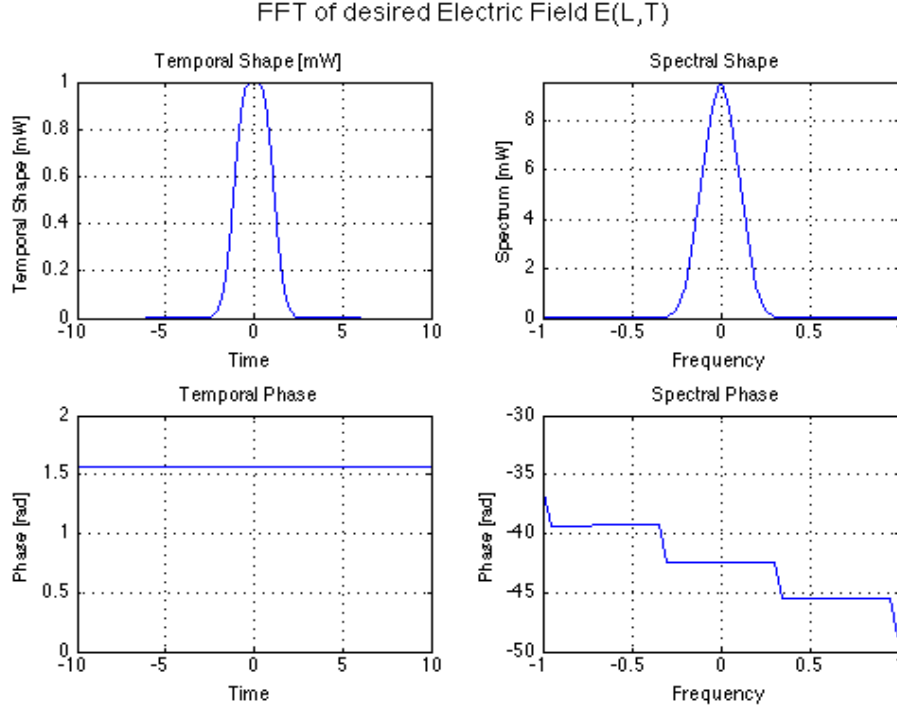 FFT of desired Electric Field E(L,T)
Temporal Shape [mW]
Temporal Shape [mW]
1
0.8
0.6
0.4
0.2
0
-10 -5 0 5 10
Time
Spectral Shape
Spectrum [mW]
8
6
4
2
0
-1 -0.5 0 0.5 1
Frequency
Temporal Phase
Phase [rad]
2
1.5
1
0.5
0
-10 -5 0 5 10
Time
Spectral Phase
Phase [rad]
-30
-35
-40
-45
-50
-1 -0.5 0 0.5 1
Frequency